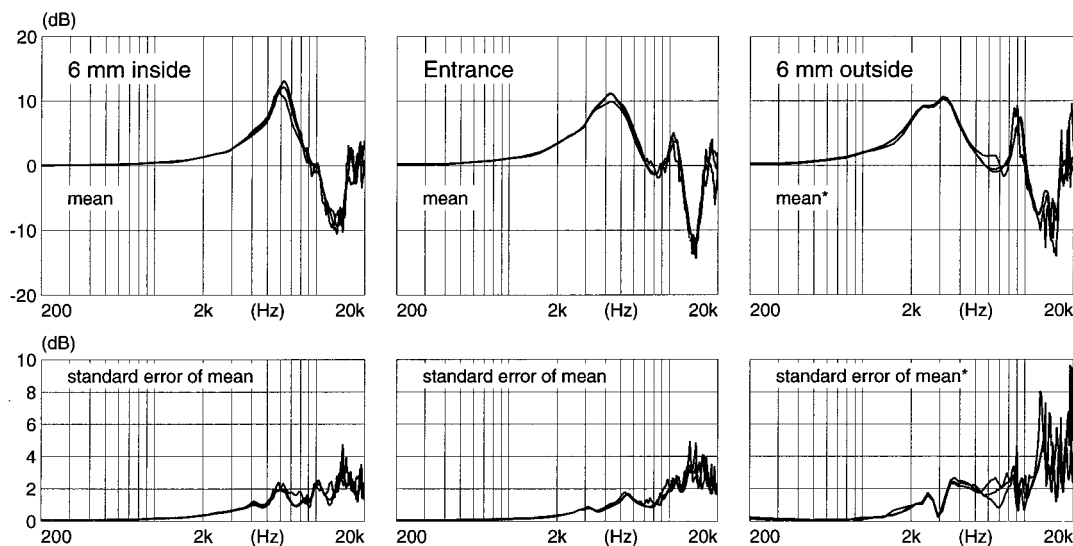 (dB)
20
10
0
-10
-20
6 mm inside
mean
200
2k
(Hz)
20k
Entrance
mean
200
2k
(Hz)
20k
6 mm outside
mean*
200
2k
(Hz)
20k
(dB)
10
8
6
4
2
0
standard error of mean
200
2k
(Hz)
20k
standard error of mean
200
2k
(Hz)
20k
standard error of mean*
200
2k
(Hz)
20k